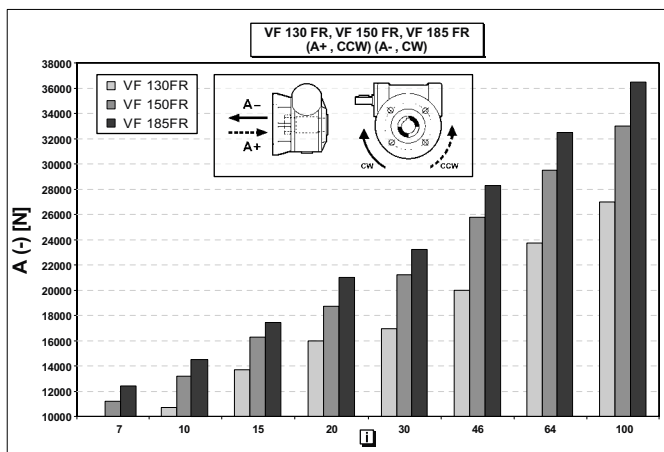 VF 130 FR, VF 150 FR, VF 185 FR
(A+ , CCW) (A- , CW)
38000
36000
34000
32000
30000
28000
26000
24000
22000
20000
18000
16000
14000
12000
10000
A (-) [N]
VF 130FR
VF 150FR
VF 185FR
A–
A+
CW
CCW
7 10 15 20 30 46 64 100
i